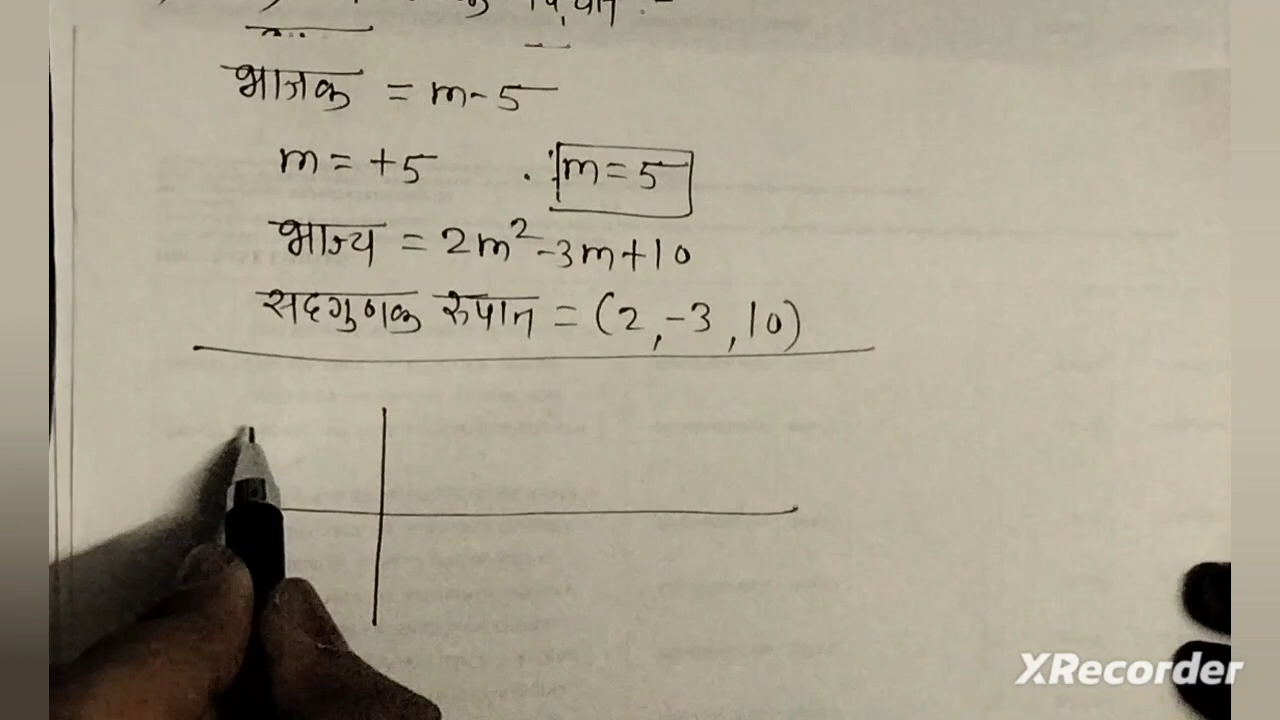 भाजक = m - 5
m = +5 . m = 5
भाज्य = 2m² - 3m + 10
सदगुणक रुपात = (2, -3, 10)
XRecorder